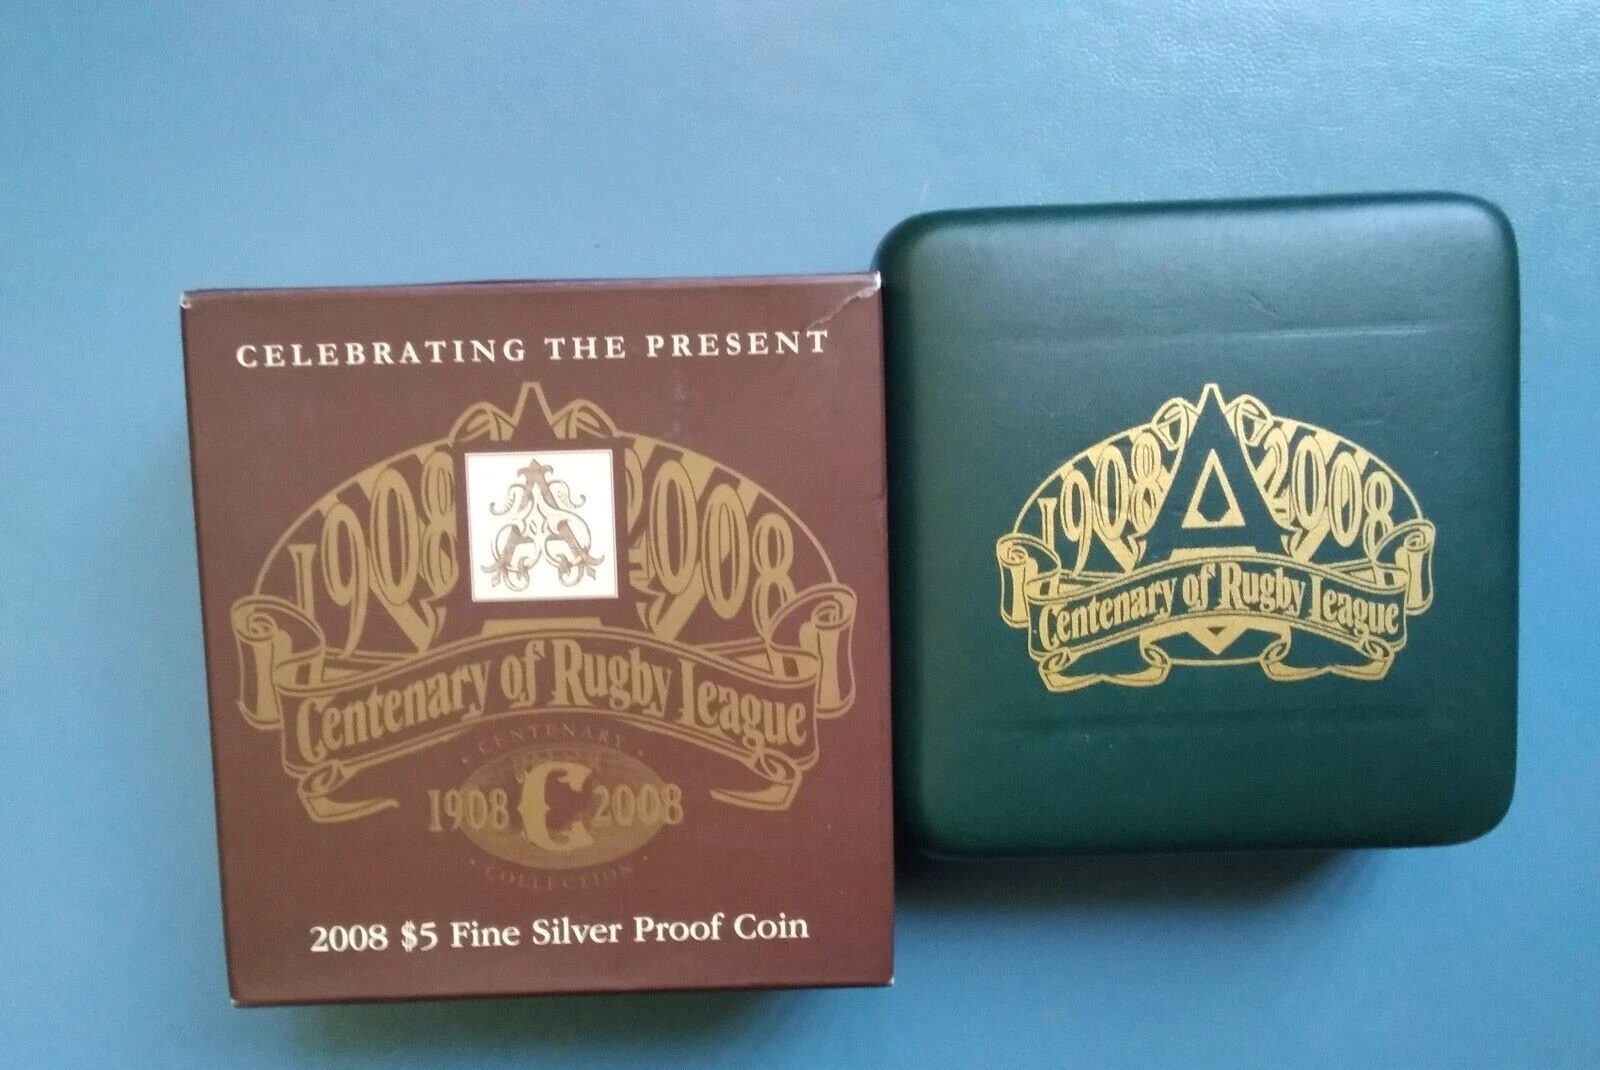 CELEBRATING THE PRESENT
1908 2008
Centenary of Rugby League
CENTENARY
1908 C 2008
COLLECTION
2008 $5 Fine Silver Proof Coin
1908 2008
Centenary of Rugby League